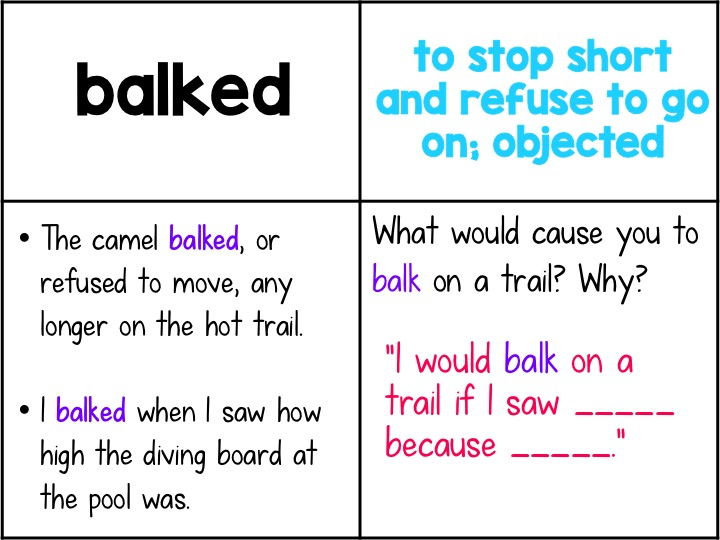 balked
to stop short
and refuse to go
on; objected
• The camel balked, or
refused to move, any
longer on the hot trail.
• I balked when I saw how
high the diving board at
the pool was.
What would cause you to
balk on a trail? Why?
"I would balk on a
trail if I saw _____
because _____."